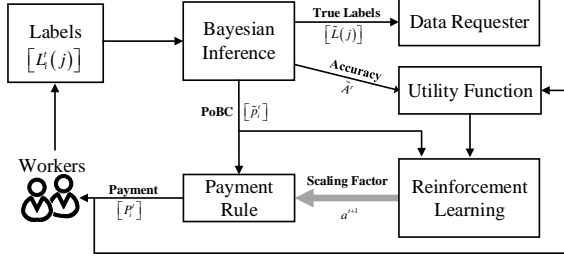 Labels
[L_i^t(j)]
Bayesian
Inference
True Labels
[L̃(j)]
Data Requester
Accuracy
Ã^t
Utility Function
PoBC [p̃_i^t]
Workers
Payment
[P_i^t]
Payment
Rule
Scaling Factor
a^{t+1}
Reinforcement
Learning